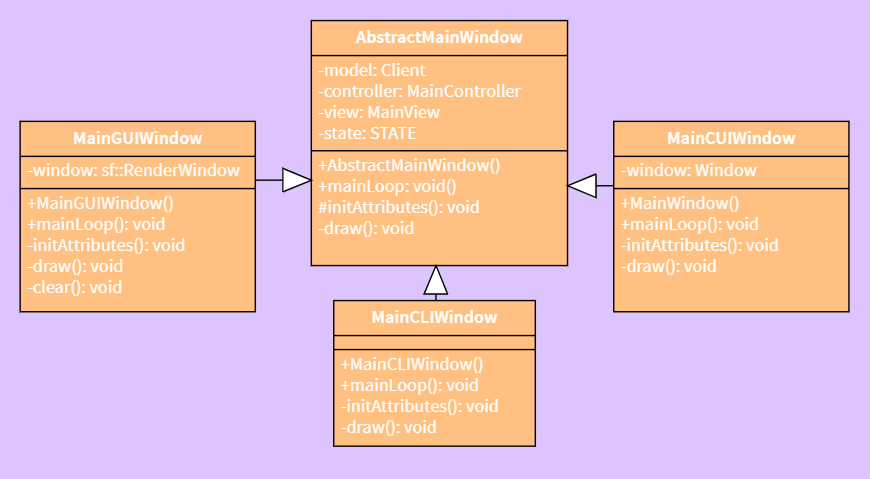 AbstractMainWindow
-model: Client
-controller: MainController
-view: MainView
-state: STATE
+AbstractMainWindow()
+mainLoop: void()
#initAttributes(): void
-draw(): void
MainGUIWindow
-window: sf::RenderWindow
+MainGUIWindow()
+mainLoop(): void
-initAttributes(): void
-draw(): void
-clear(): void
MainCUIWindow
-window: Window
+MainWindow()
+mainLoop(): void
-initAttributes(): void
-draw(): void
MainCLIWindow
+MainCLIWindow()
+mainLoop(): void
-initAttributes(): void
-draw(): void